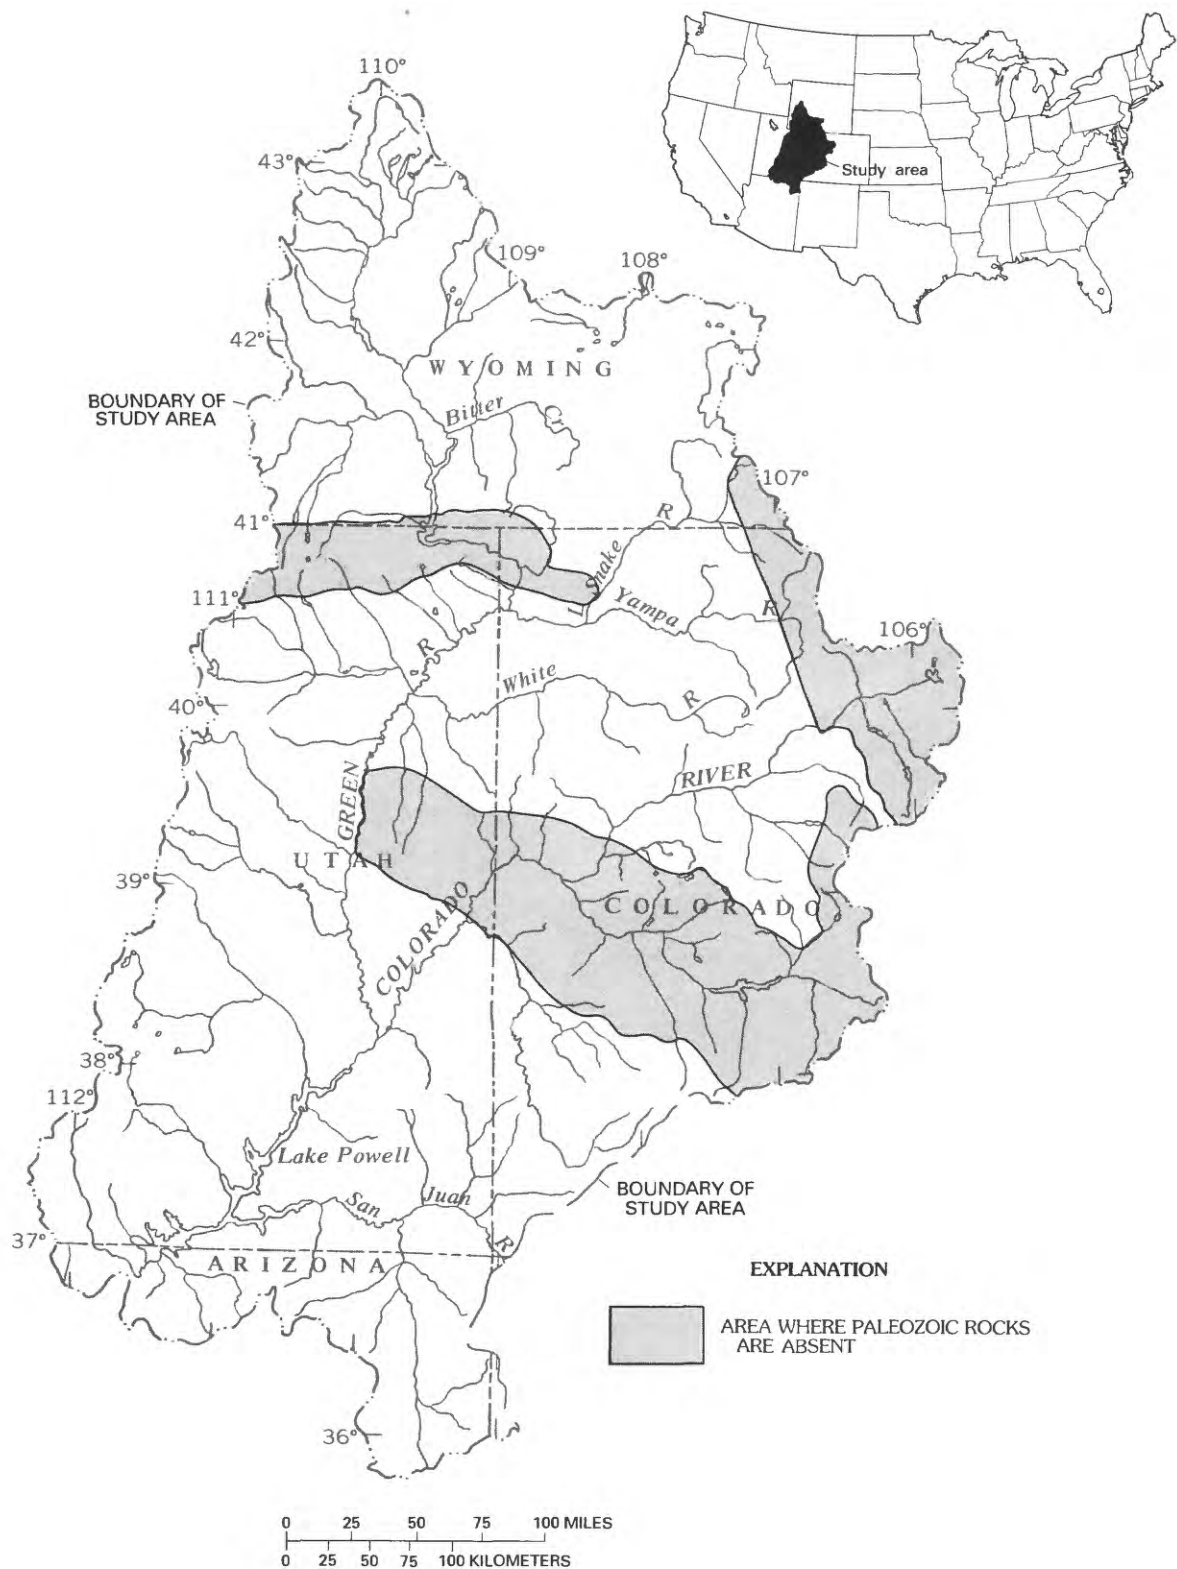 110°
Study area
43°
109°
108°
42°
WYOMING
BOUNDARY OF
STUDY AREA
Bitter Cr
107°
41°
R
111°
L. Snake
Yampa R
106°
R
White R
40°
GREEN
RIVER
UTAH
39°
COLORADO
COLORADO
38°
112°
Lake Powell
San Juan R
BOUNDARY OF
STUDY AREA
37°
ARIZONA
EXPLANATION
AREA WHERE PALEOZOIC ROCKS
ARE ABSENT
36°
0 25 50 75 100 MILES
0 25 50 75 100 KILOMETERS